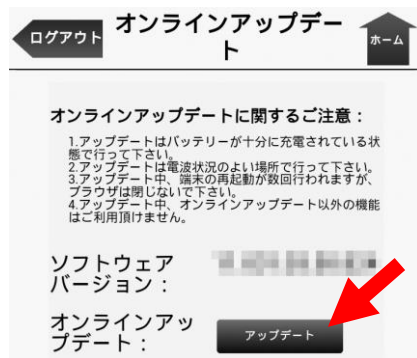 ログアウト
オンラインアップデー
ト
ホーム
オンラインアップデートに関するご注意：
1.アップデートはバッテリーが十分に充電されている状
態で行って下さい。
2.アップデートは電波状況のよい場所で行って下さい。
3.アップデート中、端末の再起動が数回行われますが、
ブラウザは閉じないで下さい。
4.アップデート中、オンラインアップデート以外の機能
はご利用頂けません。
ソフトウェア
バージョン：
オンラインアッ
プデート：
アップデート